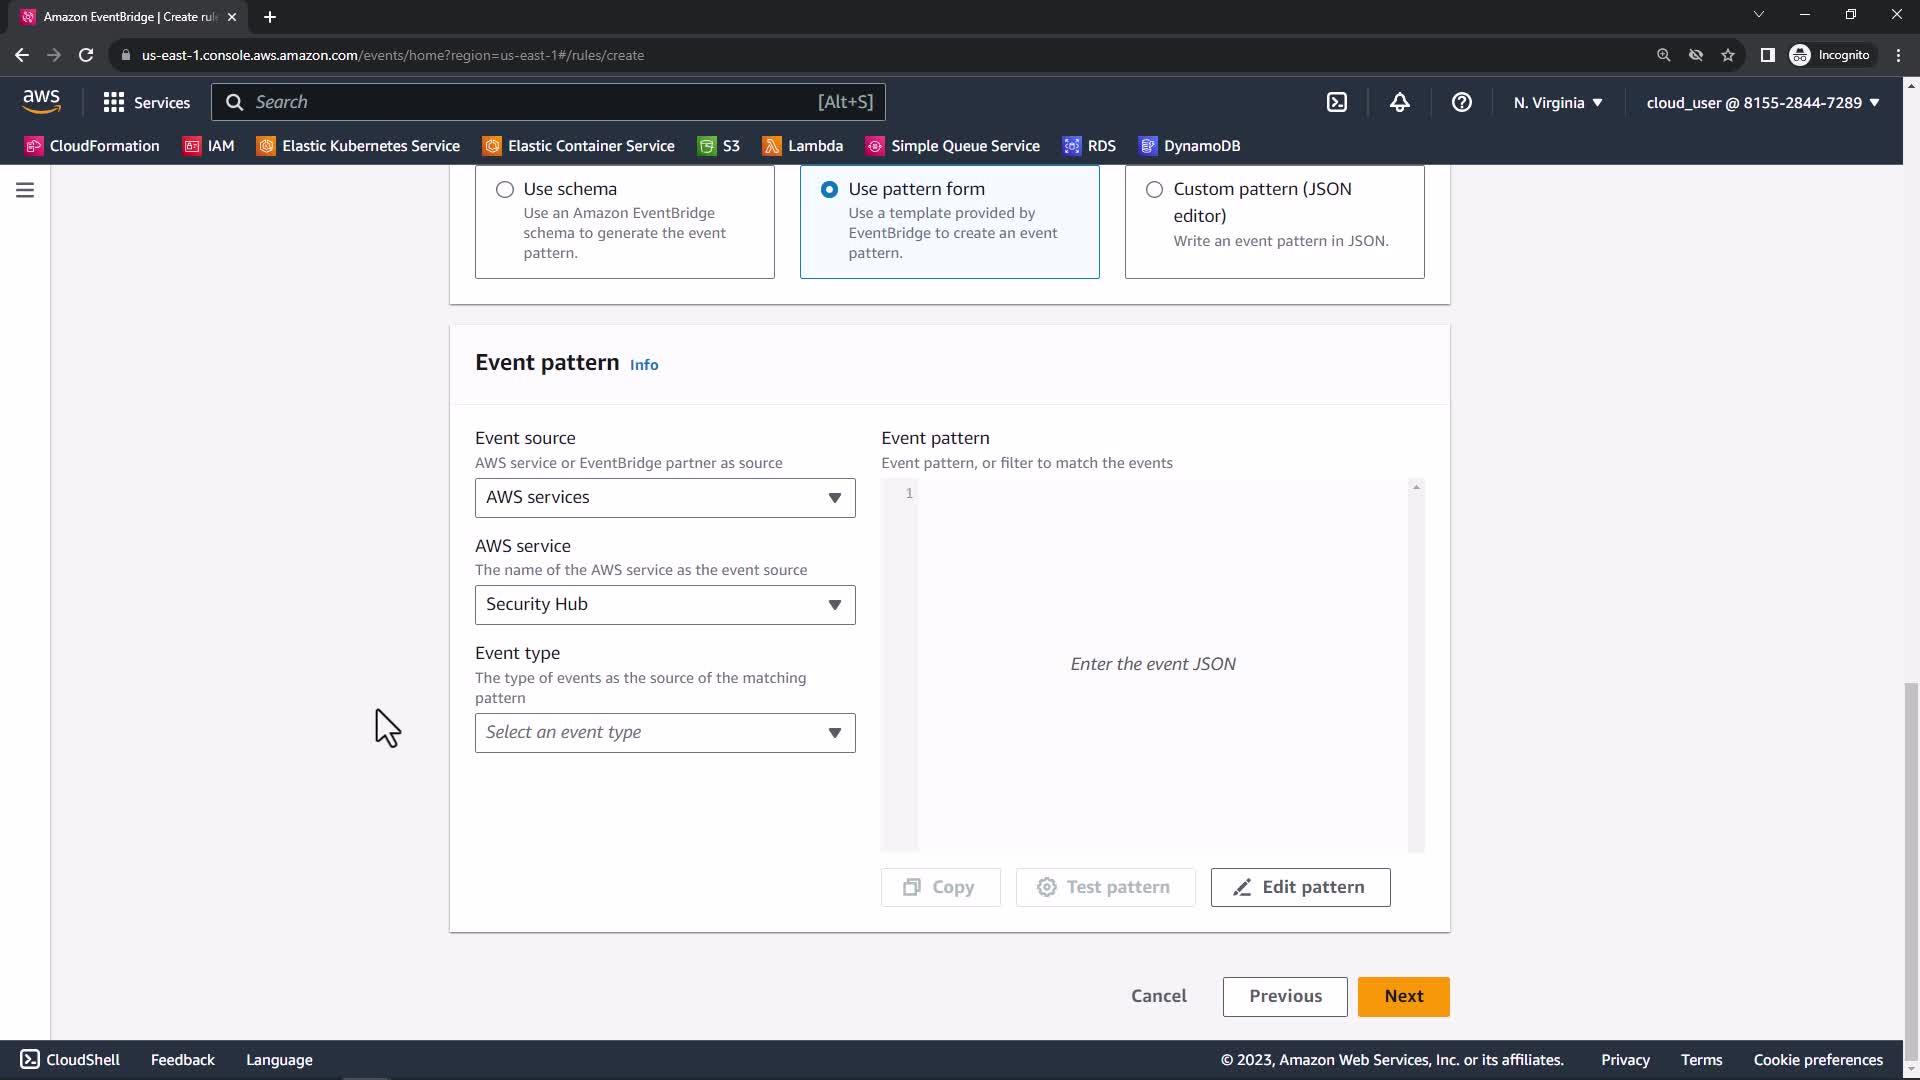 Amazon EventBridge | Create rul
us-east-1.console.aws.amazon.com/events/home?region=us-east-1#/rules/create
Incognito
aws
Services
Search
[Alt+S]
N. Virginia
cloud_user @ 8155-2844-7289
CloudFormation
IAM
Elastic Kubernetes Service
Elastic Container Service
S3
Lambda
Simple Queue Service
RDS
DynamoDB
Use schema
Use an Amazon EventBridge
schema to generate the event
pattern.
Use pattern form
Use a template provided by
EventBridge to create an event
pattern.
Custom pattern (JSON
editor)
Write an event pattern in JSON.
Event pattern Info
Event source
AWS service or EventBridge partner as source
AWS services
AWS service
The name of the AWS service as the event source
Security Hub
Event type
The type of events as the source of the matching
pattern
Select an event type
Event pattern
Event pattern, or filter to match the events
1
Enter the event JSON
Copy
Test pattern
Edit pattern
Cancel
Previous
Next
CloudShell
Feedback
Language
© 2023, Amazon Web Services, Inc. or its affiliates.
Privacy
Terms
Cookie preferences